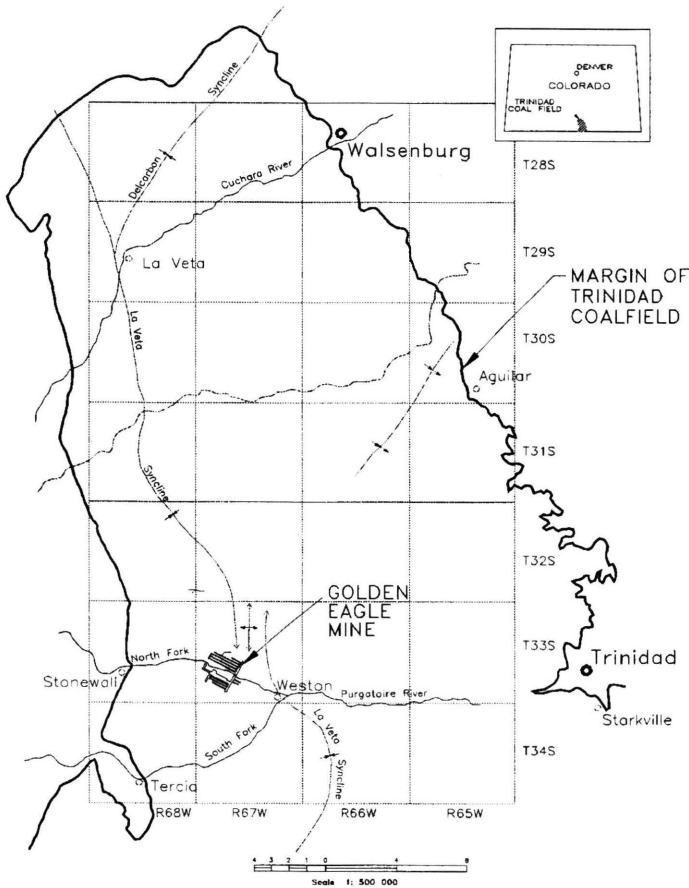 DENVER
COLORADO
TRINIDAD
COAL FIELD
Syncline
Walsenburg
T28S
Delcarbon
Cuchara River
T29S
La Veta
MARGIN OF
TRINIDAD
COALFIELD
La Veta
T30S
Aguilar
T31S
Syncline
T32S
GOLDEN
EAGLE
MINE
T33S
North Fork
Trinidad
Stonewall
Weston
Purgatoire River
Starkville
La Veta
South Fork
T34S
Syncline
Tercio
R68W R67W R66W R65W
4 3 2 1 0 4 8
Scale 1: 500 000